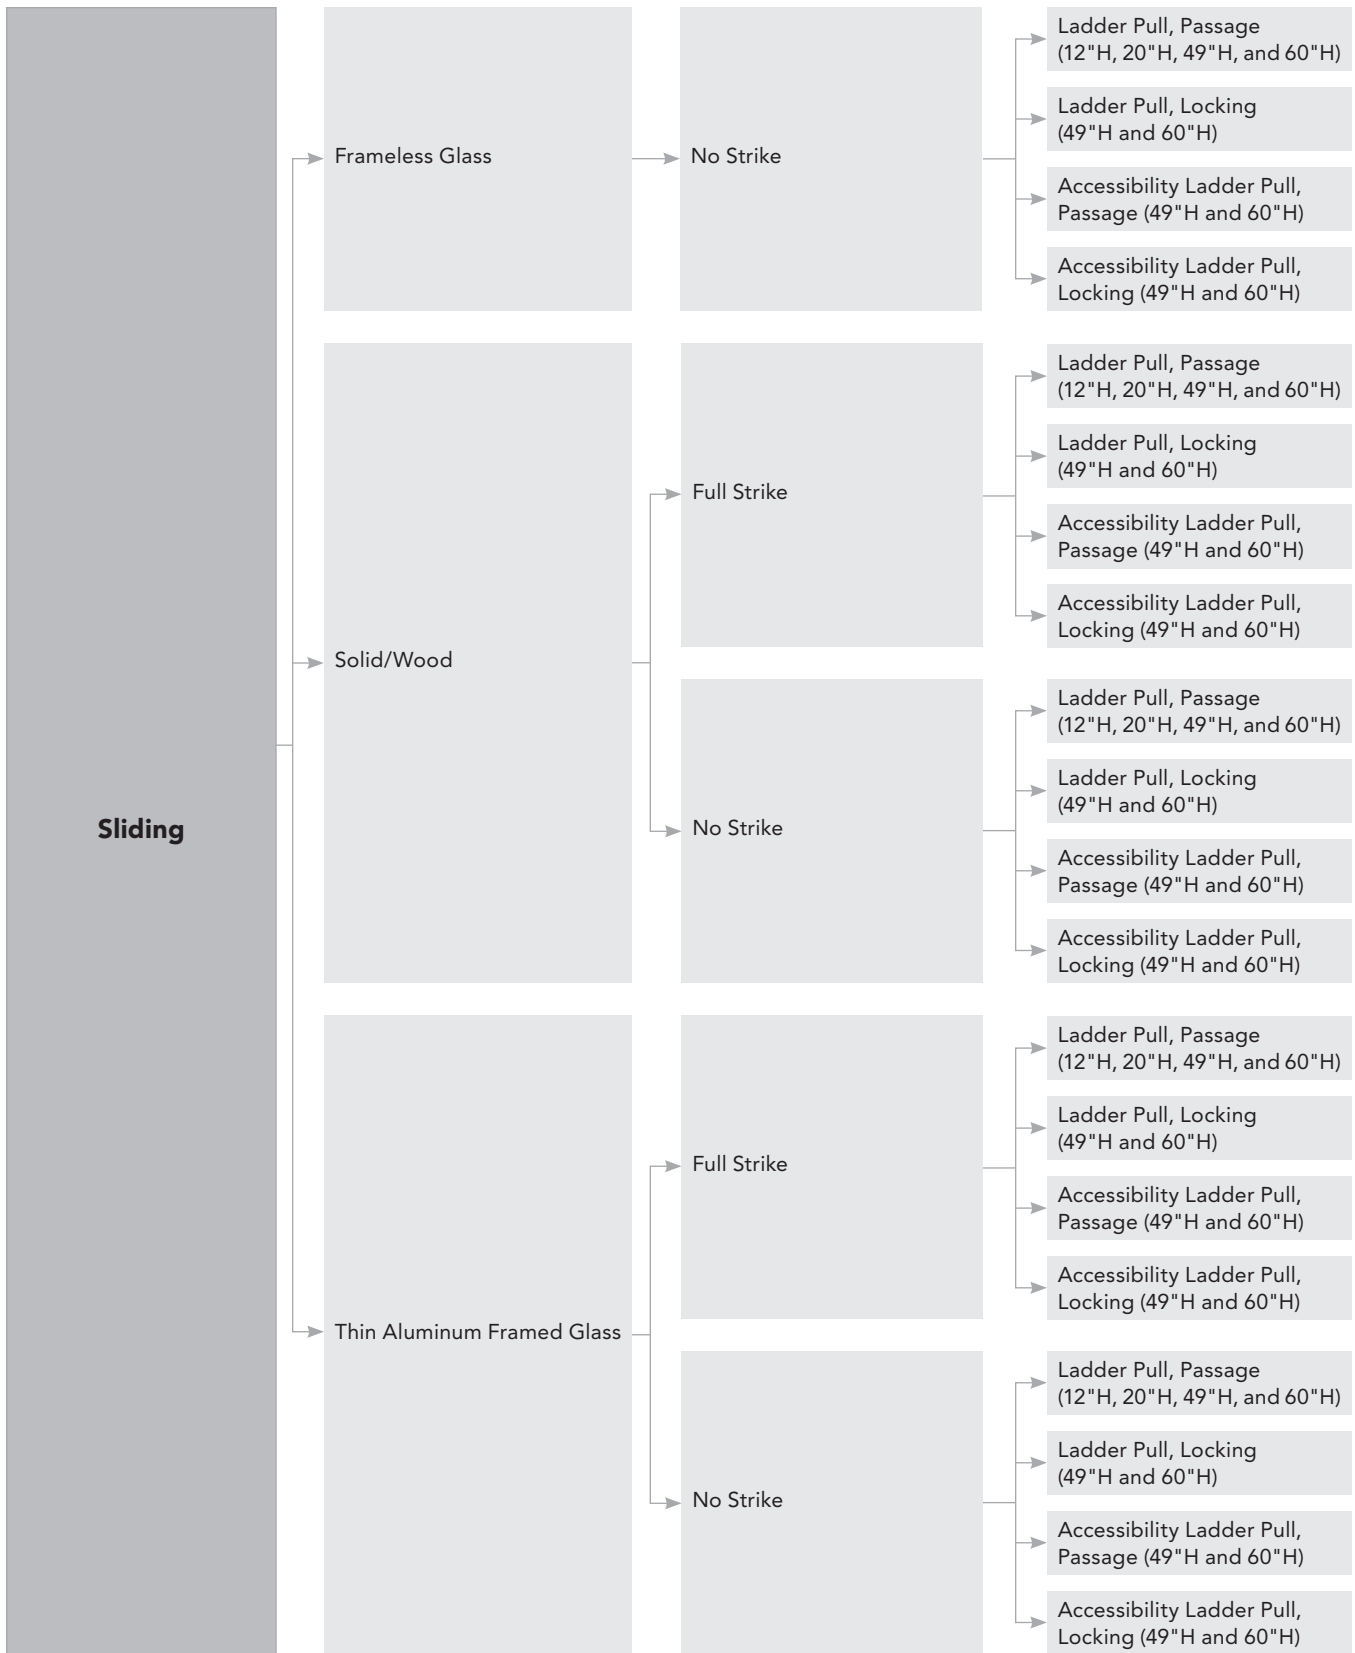 Sliding
Frameless Glass
No Strike
Ladder Pull, Passage
(12"H, 20"H, 49"H, and 60"H)
Ladder Pull, Locking
(49"H and 60"H)
Accessibility Ladder Pull,
Passage (49"H and 60"H)
Accessibility Ladder Pull,
Locking (49"H and 60"H)
Solid/Wood
Full Strike
Ladder Pull, Passage
(12"H, 20"H, 49"H, and 60"H)
Ladder Pull, Locking
(49"H and 60"H)
Accessibility Ladder Pull,
Passage (49"H and 60"H)
Accessibility Ladder Pull,
Locking (49"H and 60"H)
No Strike
Ladder Pull, Passage
(12"H, 20"H, 49"H, and 60"H)
Ladder Pull, Locking
(49"H and 60"H)
Accessibility Ladder Pull,
Passage (49"H and 60"H)
Accessibility Ladder Pull,
Locking (49"H and 60"H)
Thin Aluminum Framed Glass
Full Strike
Ladder Pull, Passage
(12"H, 20"H, 49"H, and 60"H)
Ladder Pull, Locking
(49"H and 60"H)
Accessibility Ladder Pull,
Passage (49"H and 60"H)
Accessibility Ladder Pull,
Locking (49"H and 60"H)
No Strike
Ladder Pull, Passage
(12"H, 20"H, 49"H, and 60"H)
Ladder Pull, Locking
(49"H and 60"H)
Accessibility Ladder Pull,
Passage (49"H and 60"H)
Accessibility Ladder Pull,
Locking (49"H and 60"H)